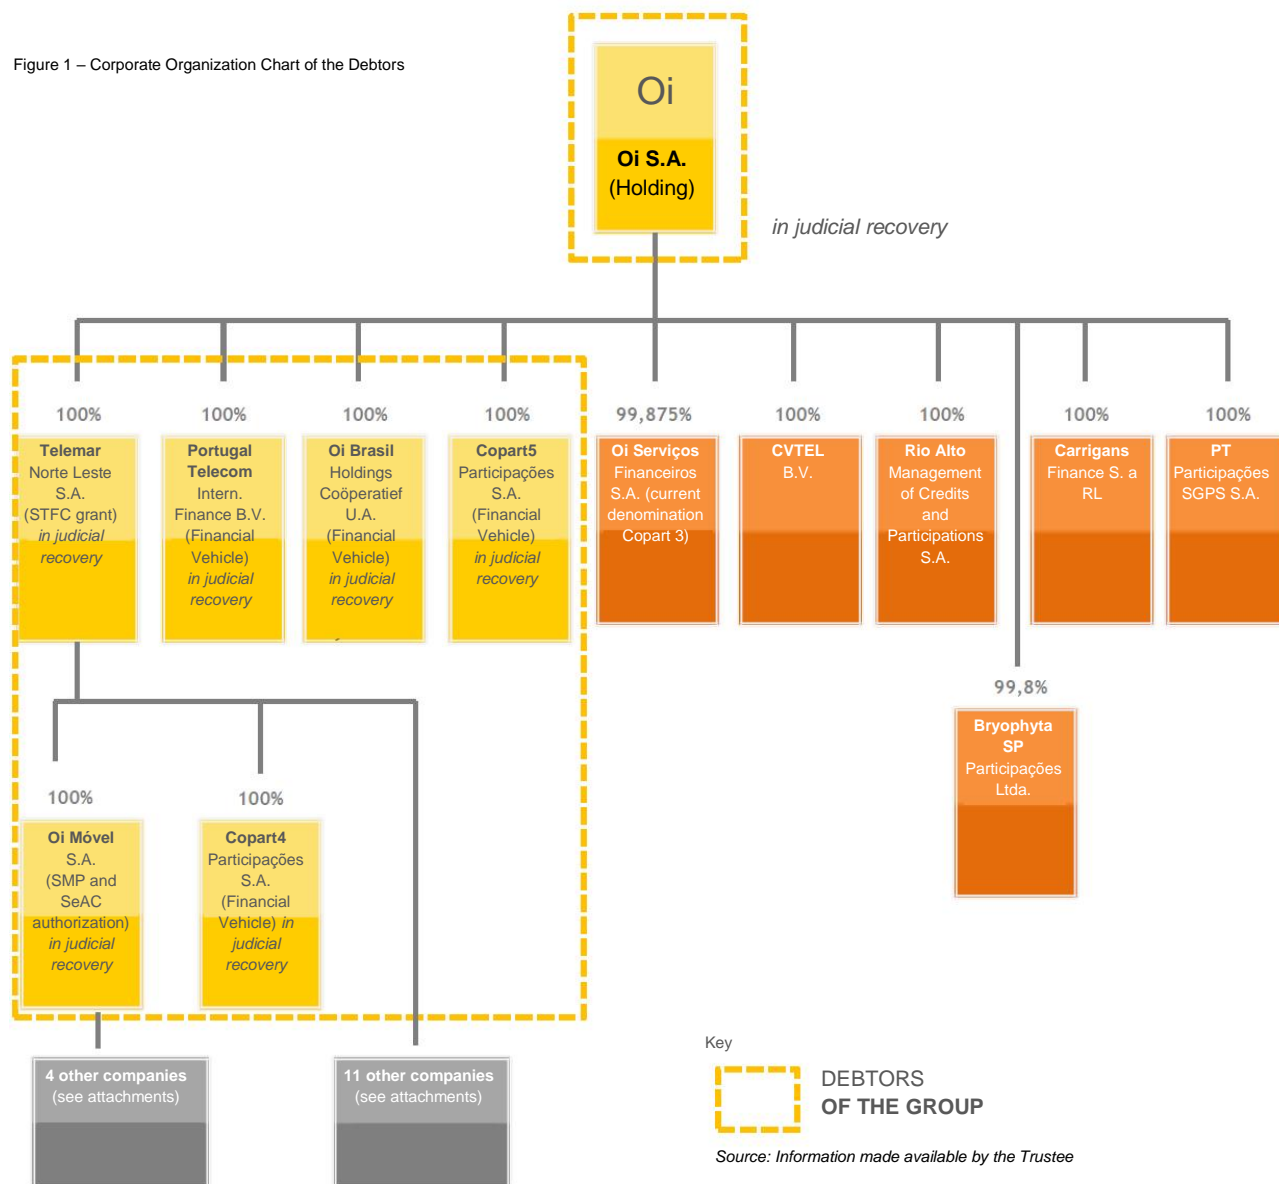 Figure 1 – Corporate Organization Chart of the Debtors
Oi
Oi S.A.
(Holding)
in judicial recovery
100%
Telemar
Norte Leste
S.A.
(STFC grant)
in judicial
recovery
100%
Portugal
Telecom
Intern.
Finance B.V.
(Financial
Vehicle)
in judicial
recovery
100%
Oi Brasil
Holdings
Coöperatief
U.A.
(Financial
Vehicle)
in judicial
recovery
100%
Copart5
Participações
S.A.
(Financial
Vehicle)
in judicial
recovery
99,875%
Oi Serviços
Financeiros
S.A. (current
denomination
Copart 3)
100%
CVTEL
B.V.
100%
Rio Alto
Management
of Credits
and
Participations
S.A.
100%
Carrigans
Finance S. a
RL
100%
PT
Participações
SGPS S.A.
99,8%
Bryophyta
SP
Participações
Ltda.
100%
Oi Móvel
S.A.
(SMP and
SeAC
authorization)
in judicial
recovery
100%
Copart4
Participações
S.A.
(Financial
Vehicle) in
judicial
recovery
4 other companies
(see attachments)
11 other companies
(see attachments)
Key
DEBTORS
OF THE GROUP
Source: Information made available by the Trustee